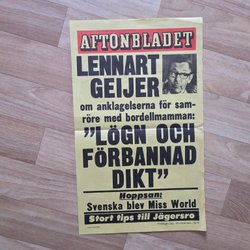 AFTONBLADET
LENNART
GEIJER
om anklagelserna för sam-
röre med bordellmamman:
"LÖGN OCH
FÖRBANNAD
DIKT"
Hoppsan:
Svenska blev Miss World
Stort tips till Jägersro